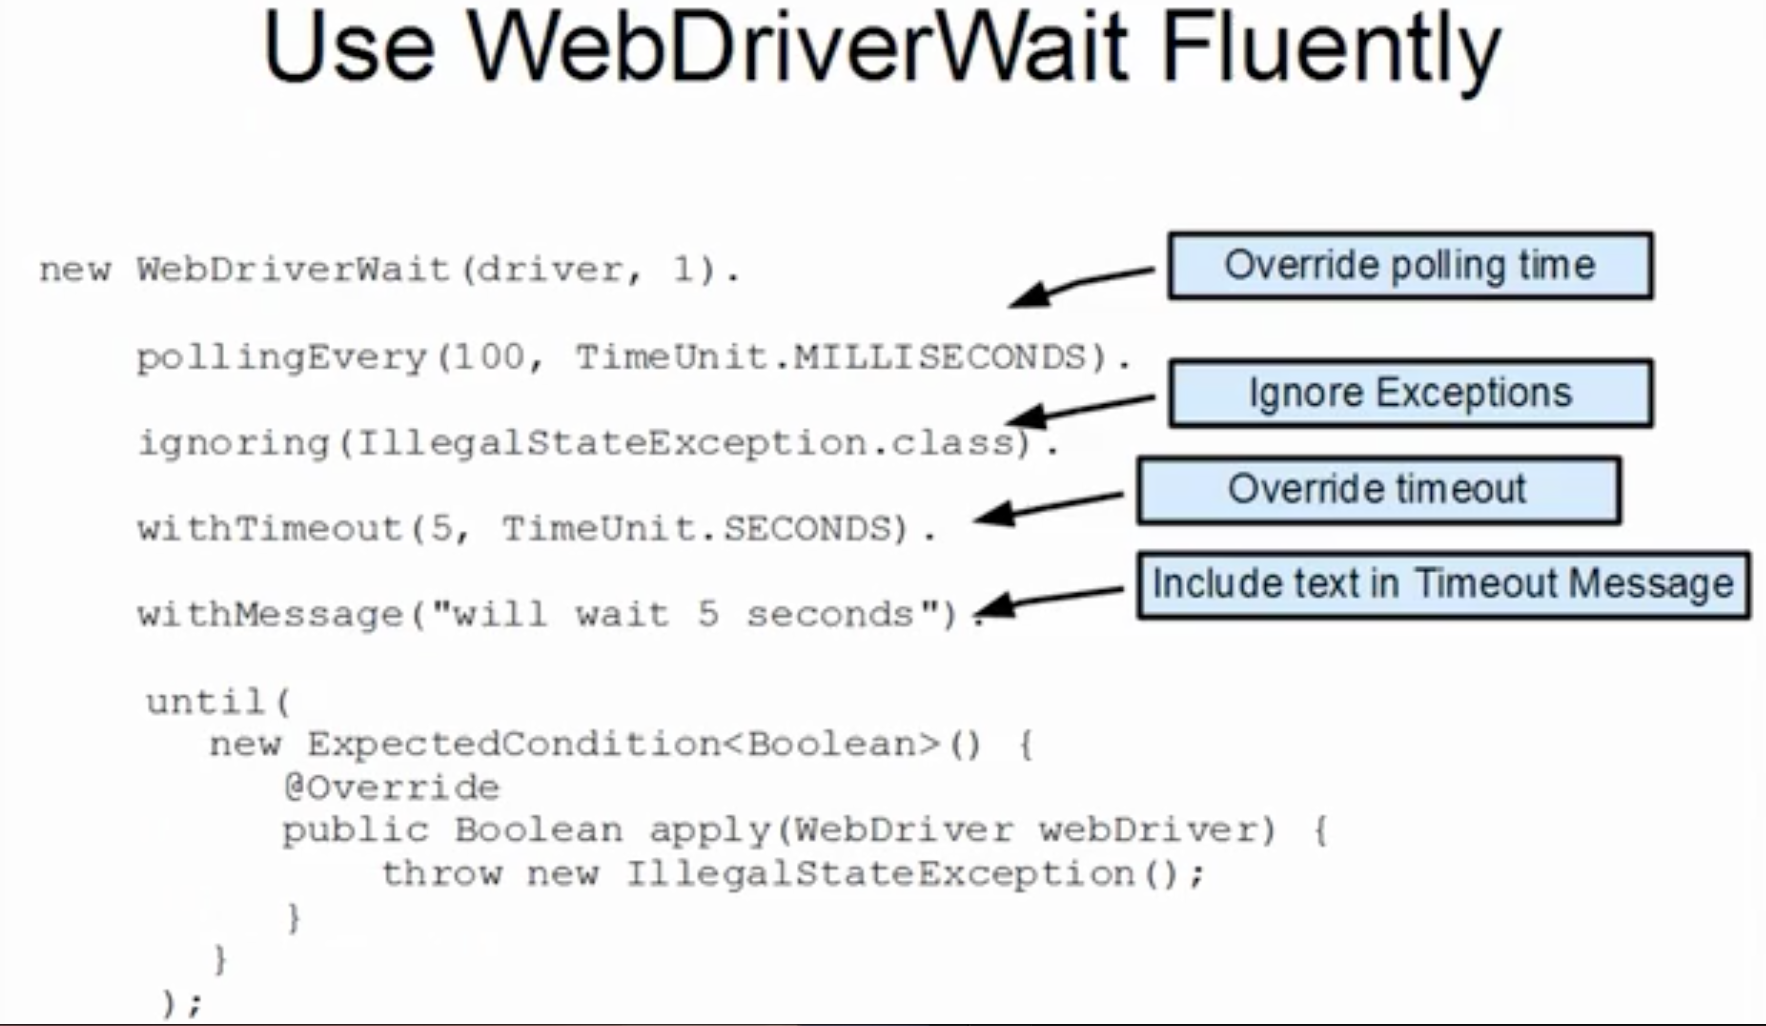 Use WebDriverWait Fluently
new WebDriverWait(driver, 1).
Override polling time
pollingEvery(100, TimeUnit.MILLISECONDS).
Ignore Exceptions
ignoring(IllegalStateException.class).
Override timeout
withTimeout(5, TimeUnit.SECONDS).
Include text in Timeout Message
withMessage("will wait 5 seconds").
until(
new ExpectedCondition<Boolean>() {
@Override
public Boolean apply(WebDriver webDriver) {
throw new IllegalStateException();
}
}
);